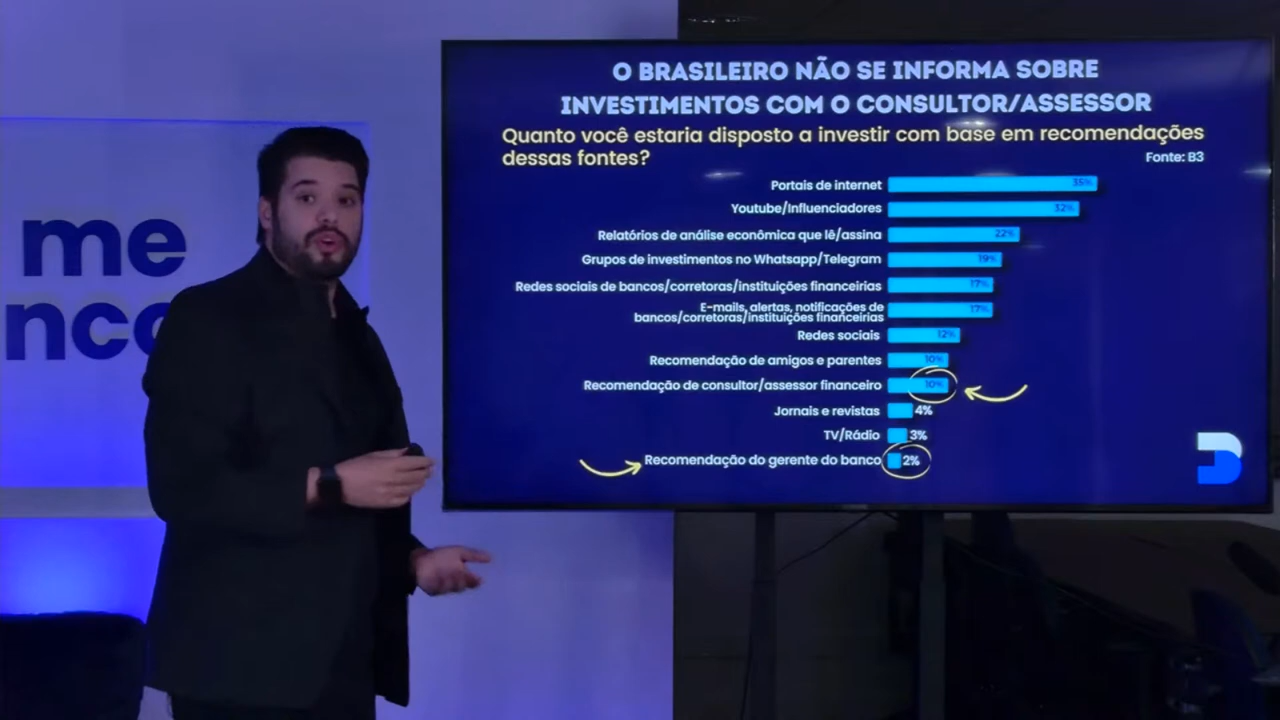 me
nco
O BRASILEIRO NÃO SE INFORMA SOBRE
INVESTIMENTOS COM O CONSULTOR/ASSESSOR
Quanto você estaria disposto a investir com base em recomendações
dessas fontes?
Fonte: B3
Portais de internet 35%
Youtube/Influenciadores 32%
Relatórios de análise econômica que lê/assina 22%
Grupos de investimentos no Whatsapp/Telegram 19%
Redes sociais de bancos/corretoras/instituições financeirias 17%
E-mails, alertas, notificações de
bancos/corretoras/instituições financeirias 17%
Redes sociais 12%
Recomendação de amigos e parentes 10%
Recomendação de consultor/assessor financeiro 10%
Jornais e revistas 4%
TV/Rádio 3%
Recomendação do gerente do banco 2%